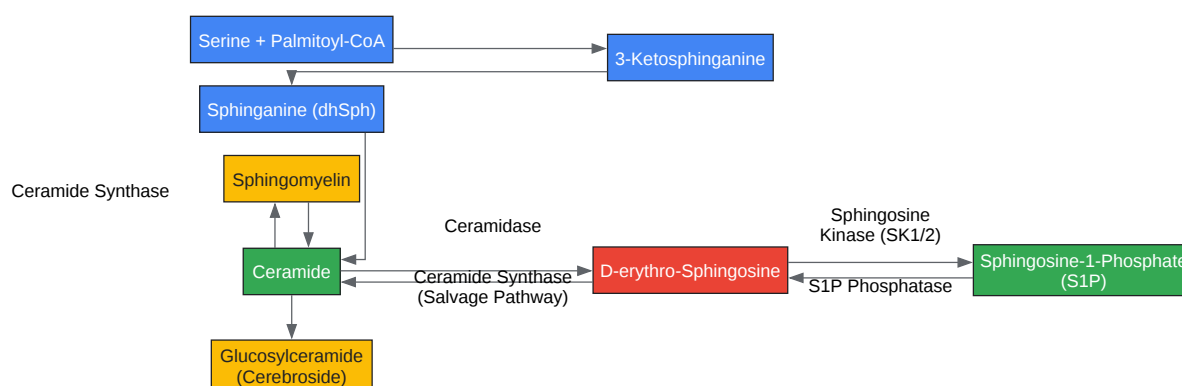 Serine + Palmitoyl-CoA
3-Ketosphinganine
Sphinganine (dhSph)
Sphingomyelin
Ceramide Synthase
Ceramidase
Sphingosine
Kinase (SK1/2)
Ceramide
Ceramide Synthase
(Salvage Pathway)
D-erythro-Sphingosine
S1P Phosphatase
Sphingosine-1-Phosphate
(S1P)
Glucosylceramide
(Cerebroside)